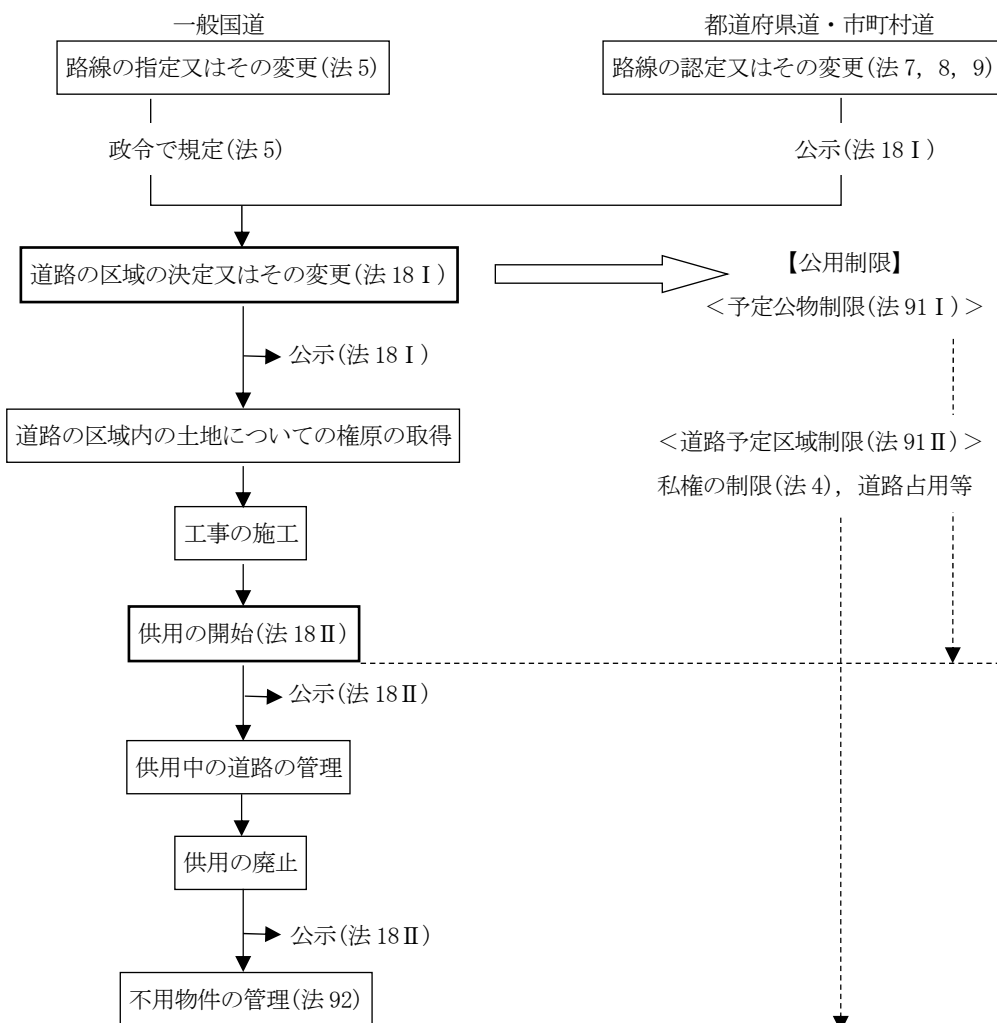 一般国道
都道府県道・市町村道
路線の指定又はその変更(法5)
路線の認定又はその変更(法7，8，9)
政令で規定(法5)
公示(法18Ⅰ)
道路の区域の決定又はその変更(法18Ⅰ)
【公用制限】
＜予定公物制限(法91Ⅰ)＞
公示(法18Ⅰ)
道路の区域内の土地についての権原の取得
＜道路予定区域制限(法91Ⅱ)＞
私権の制限(法4)，道路占用等
工事の施工
供用の開始(法18Ⅱ)
公示(法18Ⅱ)
供用中の道路の管理
供用の廃止
公示(法18Ⅱ)
不用物件の管理(法92)